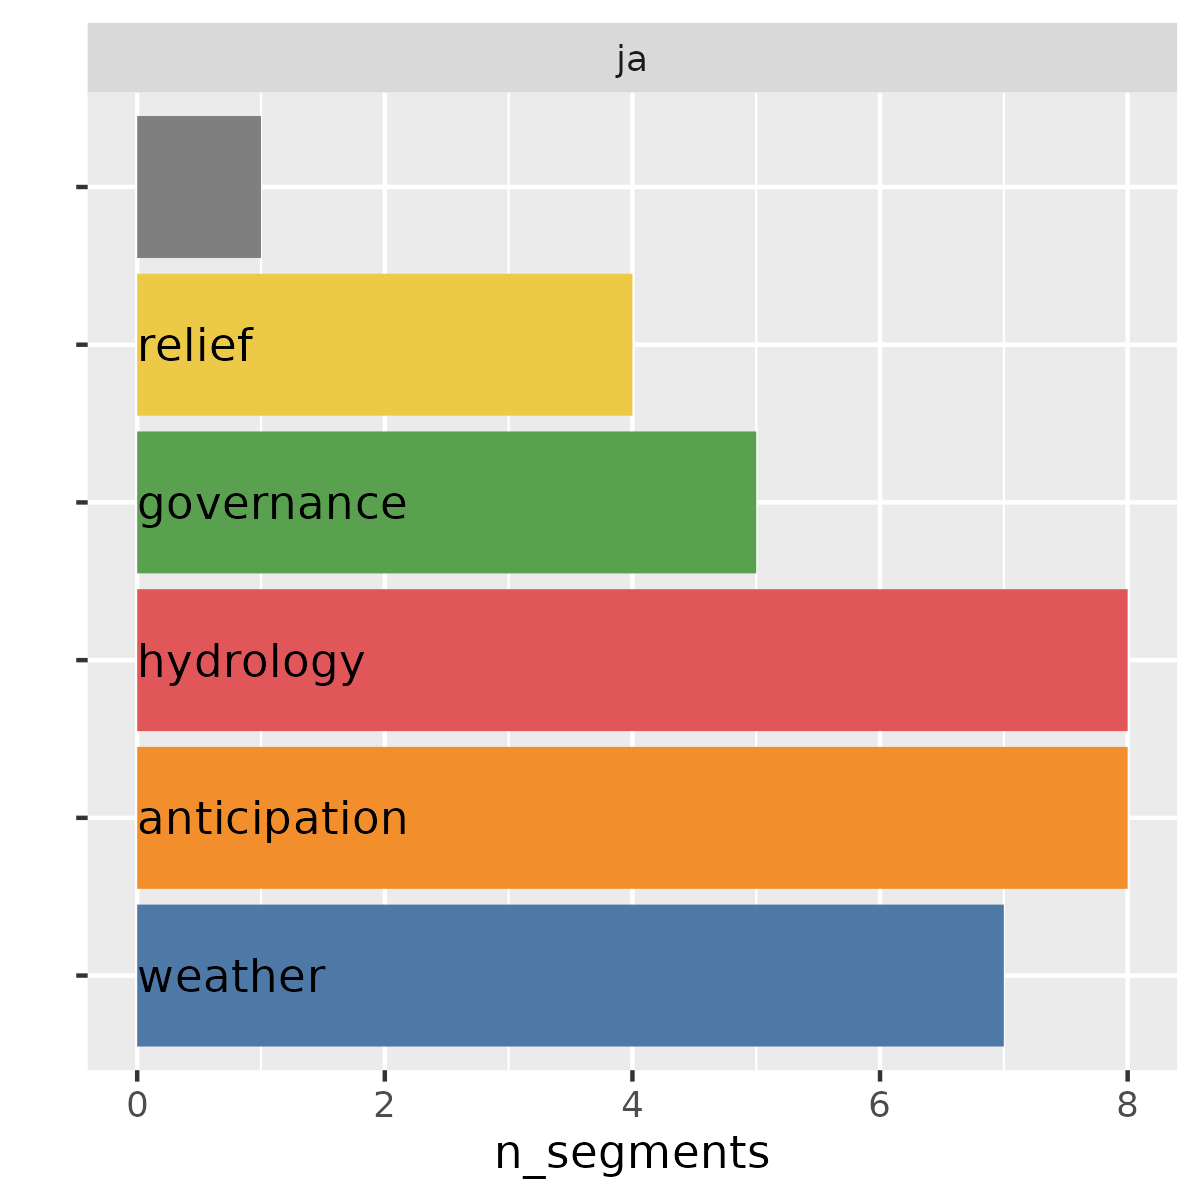 ja
relief
governance
hydrology
anticipation
weather
0 2 4 6 8
n_segments